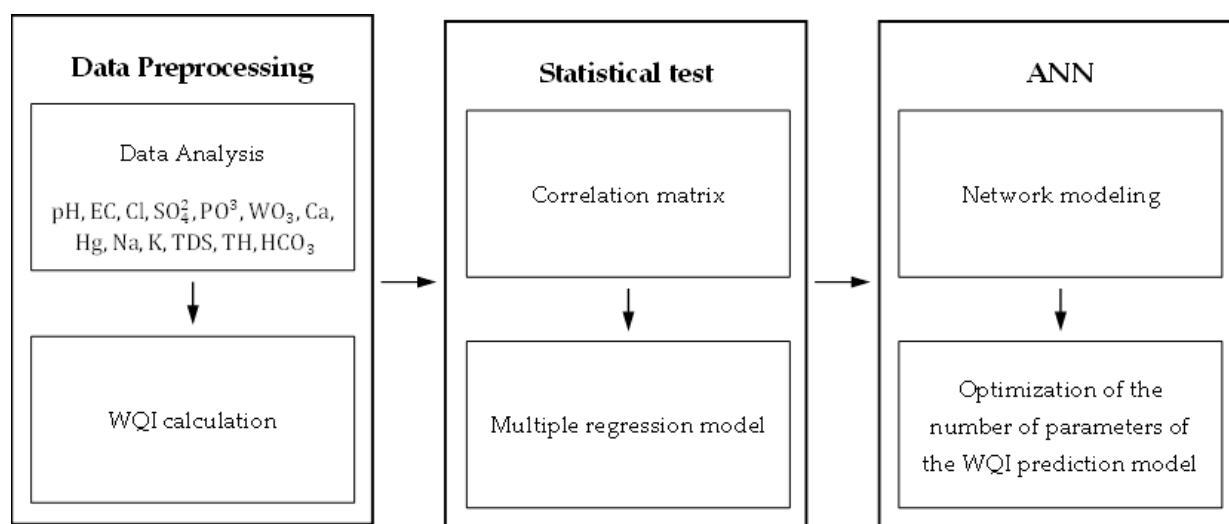 Data Preprocessing
Data Analysis
pH, EC, Cl, SO₄², PO³, WO₃, Ca,
Hg, Na, K, TDS, TH, HCO₃
WQI calculation
Statistical test
Correlation matrix
Multiple regression model
ANN
Network modeling
Optimization of the
number of parameters of
the WQI prediction model